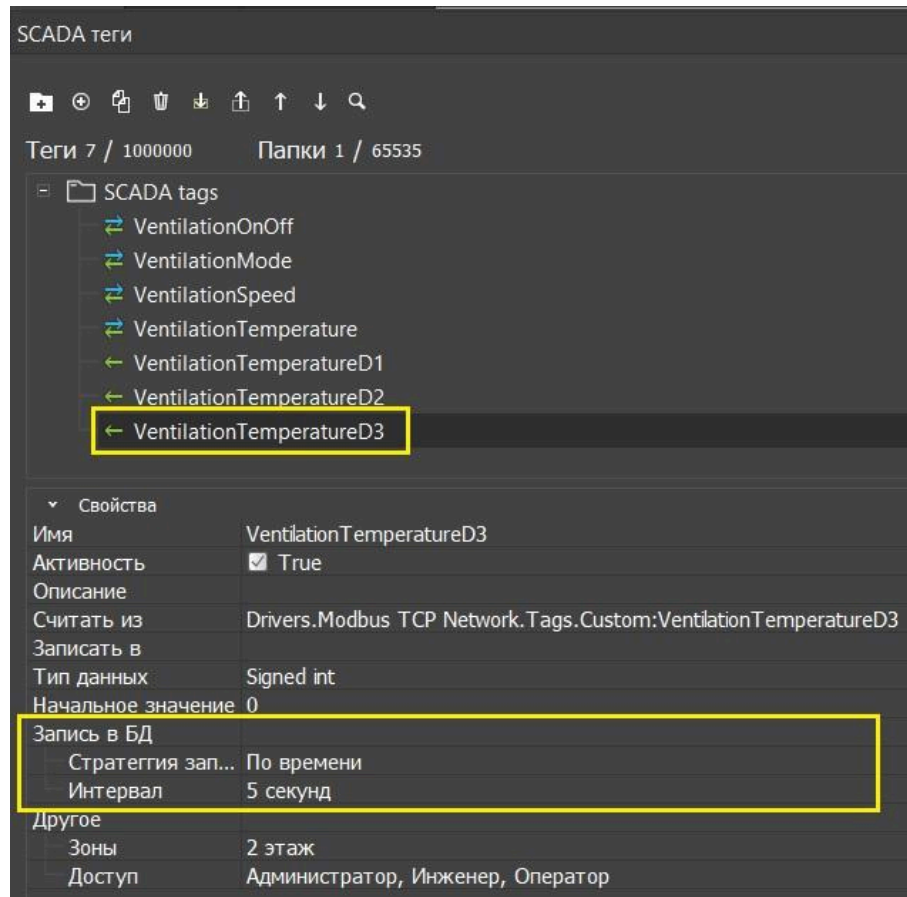 SCADA теги
Теги 7 / 1000000 Папки 1 / 65535
SCADA tags
VentilationOnOff
VentilationMode
VentilationSpeed
VentilationTemperature
VentilationTemperatureD1
VentilationTemperatureD2
VentilationTemperatureD3
Свойства
Имя VentilationTemperatureD3
Активность True
Описание
Считать из Drivers.Modbus TCP Network.Tags.Custom:VentilationTemperatureD3
Записать в
Тип данных Signed int
Начальное значение 0
Запись в БД
Стратеггия зап... По времени
Интервал 5 секунд
Другое
Зоны 2 этаж
Доступ Администратор, Инженер, Оператор